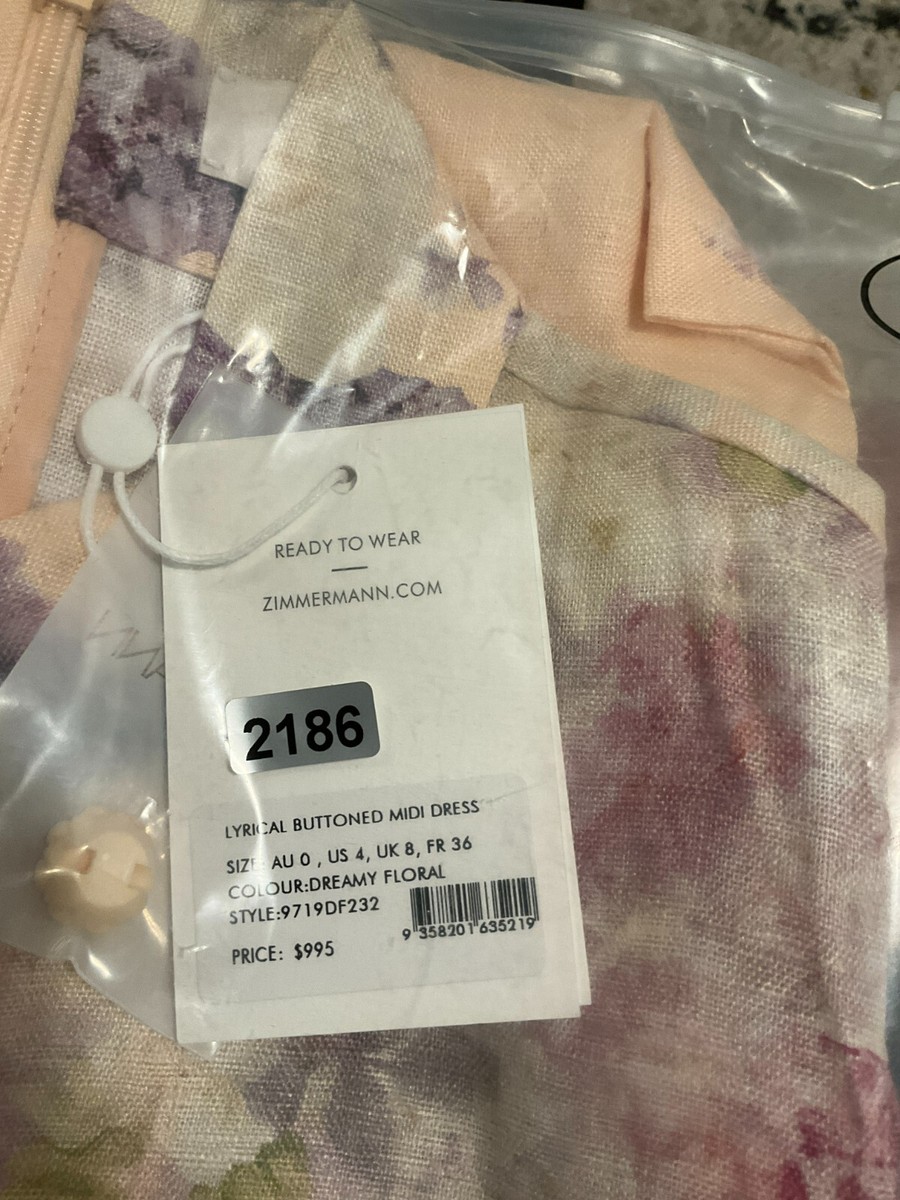 READY TO WEAR
ZIMMERMANN.COM
2186
LYRICAL BUTTONED MIDI DRESS
SIZE: AU 0 , US 4, UK 8, FR 36
COLOUR:DREAMY FLORAL
STYLE:9719DF232
9 358201 635219
PRICE: $995